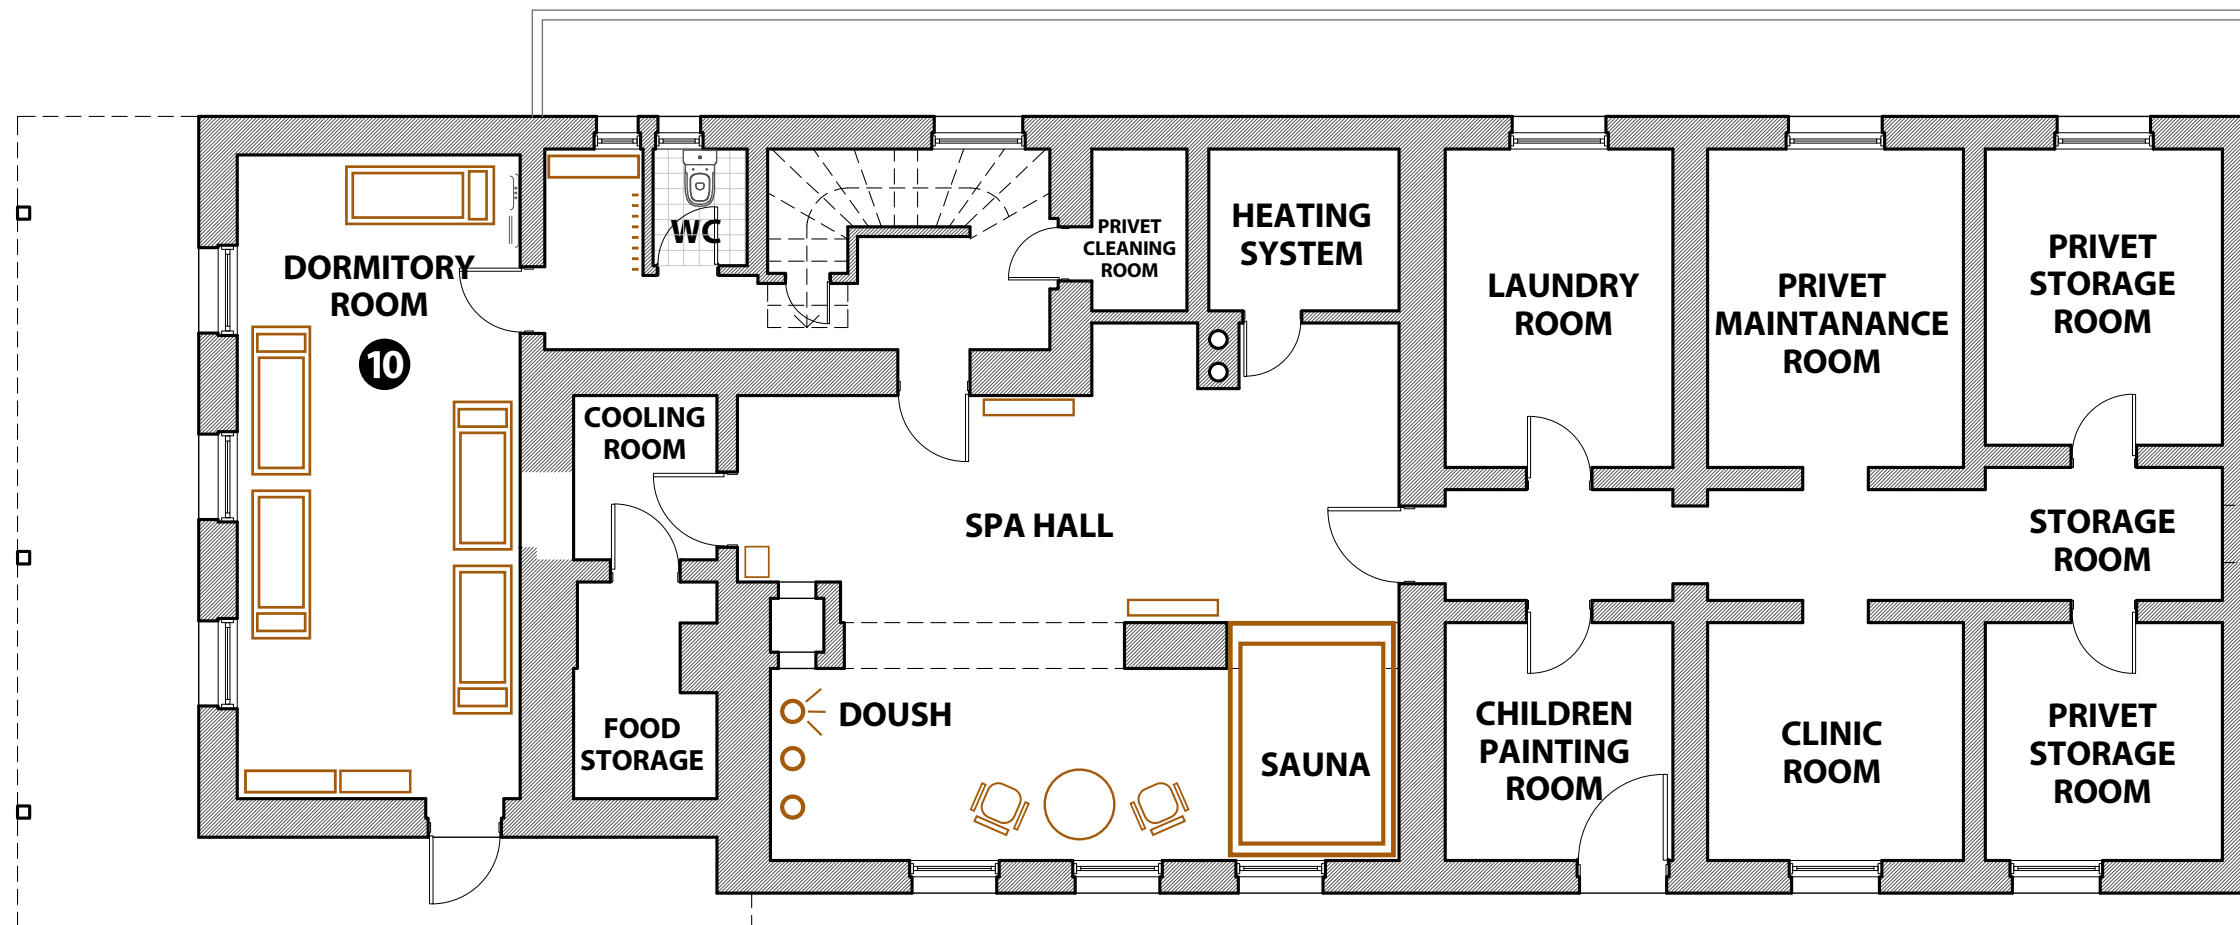 DORMITORY
ROOM
10
WC
PRIVET
CLEANING
ROOM
HEATING
SYSTEM
LAUNDRY
ROOM
PRIVET
MAINTANANCE
ROOM
PRIVET
STORAGE
ROOM
COOLING
ROOM
SPA HALL
STORAGE
ROOM
FOOD
STORAGE
DOUSH
SAUNA
CHILDREN
PAINTING
ROOM
CLINIC
ROOM
PRIVET
STORAGE
ROOM